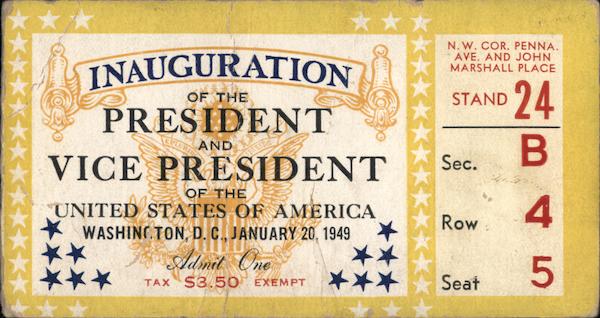 INAUGURATION
OF THE
PRESIDENT
AND
VICE PRESIDENT
OF THE
UNITED STATES OF AMERICA
WASHINGTON, D.C., JANUARY 20, 1949
Admit One
TAX $3.50 EXEMPT
N.W. COR. PENNA.
AVE. AND JOHN
MARSHALL PLACE
STAND 24
Sec. B
Row 4
Seat 5